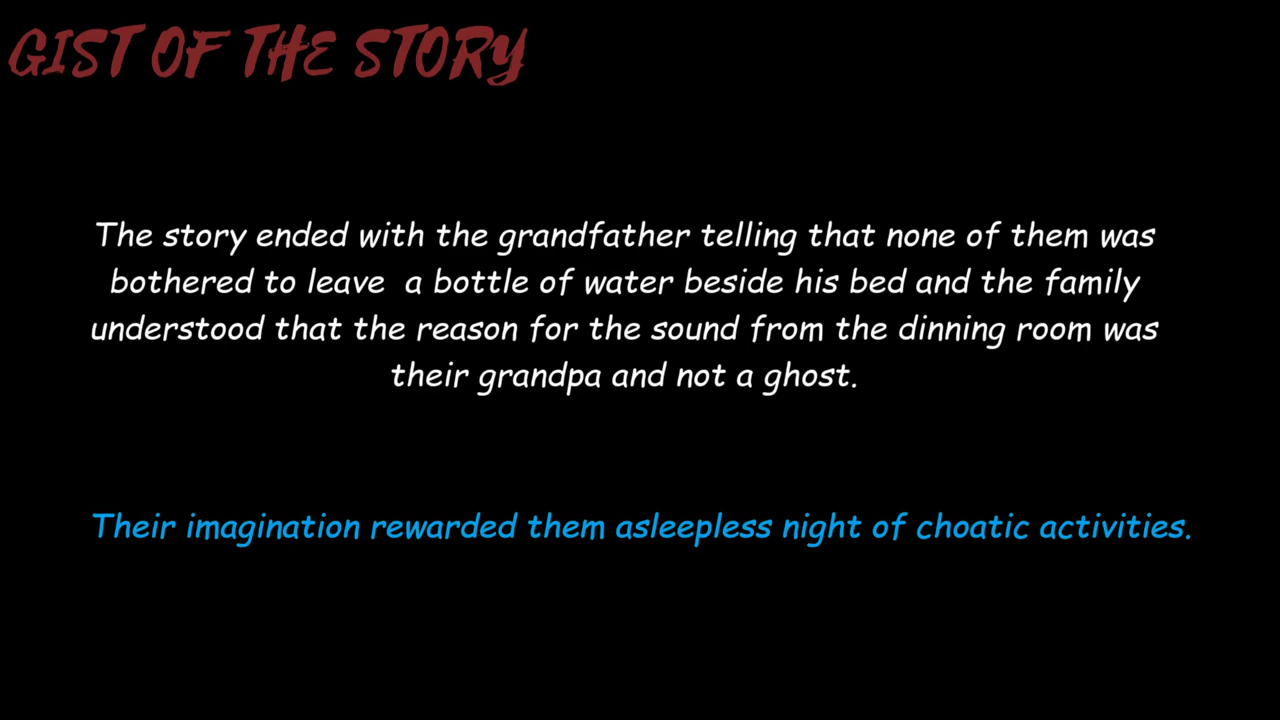 GIST OF THE STORY
The story ended with the grandfather telling that none of them was
bothered to leave  a bottle of water beside his bed and the family
understood that the reason for the sound from the dinning room was
their grandpa and not a ghost.
Their imagination rewarded them asleepless night of choatic activities.